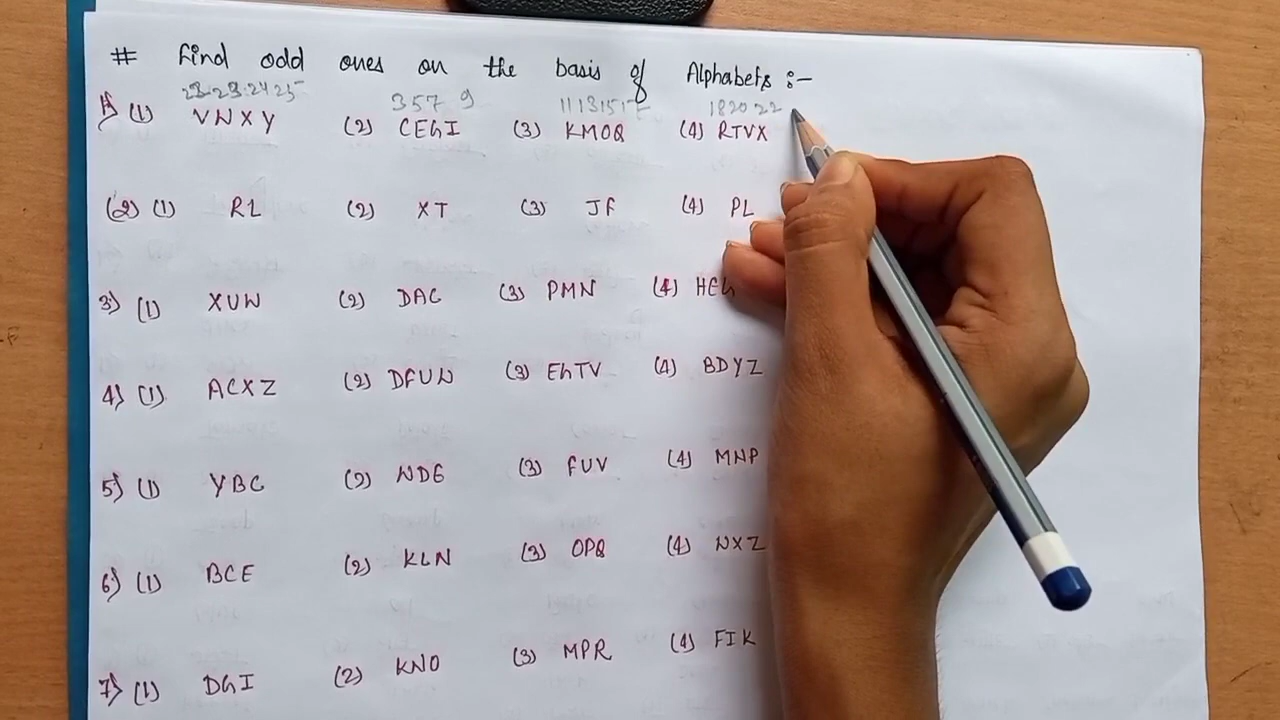 # Find odd ones on the basis of Alphabets :-
22 23 24 25 3 5 7 9 11 13 15 17 18 20 22
1) (1) VWXY (2) CEGI (3) KMOQ (4) RTVX
(2) (1) RL (2) XT (3) JF (4) PL
3) (1) XUW (2) DAC (3) PMN (4) HEG
4) (1) ACXZ (2) DFUW (3) EGTV (4) BDYZ
5) (1) YBC (2) NDE (3) FUV (4) MNP
6) (1) BCE (2) KLN (3) OPQ (4) WXZ
7) (1) DGI (2) KNO (3) MPR (4) FIK